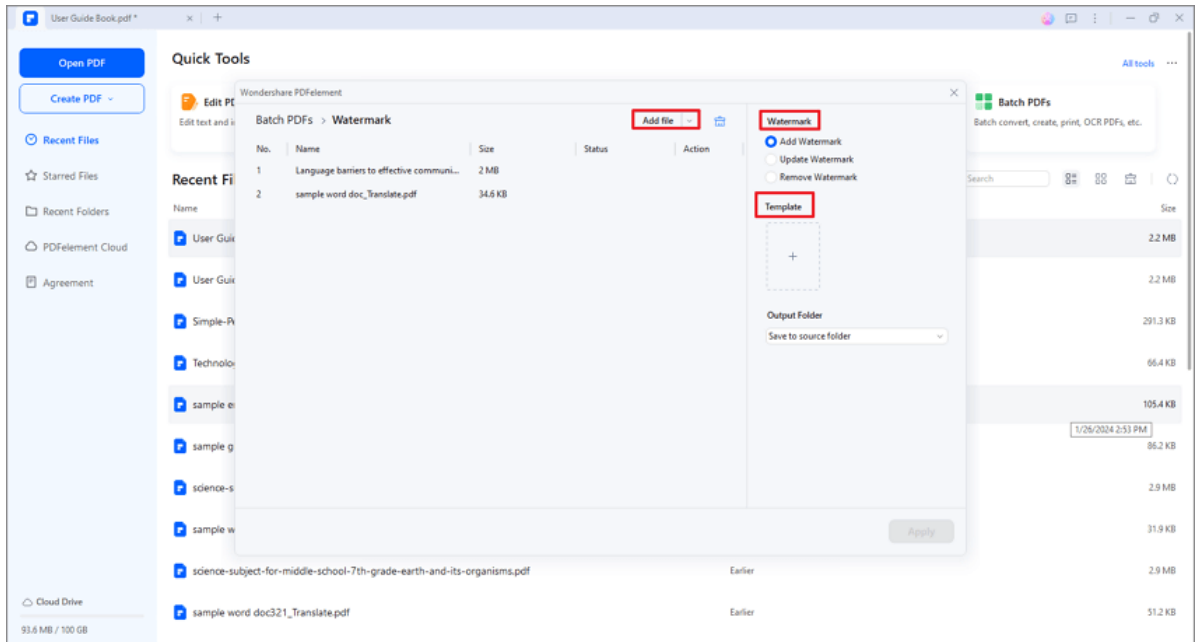 User Guide Book.pdf *
Open PDF
Create PDF
Recent Files
Starred Files
Recent Folders
PDFelement Cloud
Agreement
Cloud Drive
93.6 MB / 100 GB
Quick Tools
All tools
Edit
Edit text and
Batch PDFs
Batch convert, create, print, OCR PDFs, etc.
Recent
Search
Name
Size
User
2.2 MB
User
2.2 MB
291.3 KB
66.4 KB
sample
105.4 KB
1/26/2024 2:53 PM
sample
86.2 KB
2.9 MB
sample
31.9 KB
science-subject-for-middle-school-7th-grade-earth-and-its-organisms.pdf Earlier 2.9 MB
sample word doc321_Translate.pdf Earlier 51.2 KB
Wondershare PDFelement
Batch PDFs > Watermark
Add file
No. Name Size Status Action
1 Language barriers to effective communi... 2 MB
2 sample word doc_Translate.pdf 34.6 KB
Watermark
Add Watermark
Update Watermark
Remove Watermark
Template
+
Output Folder
Save to source folder
Apply